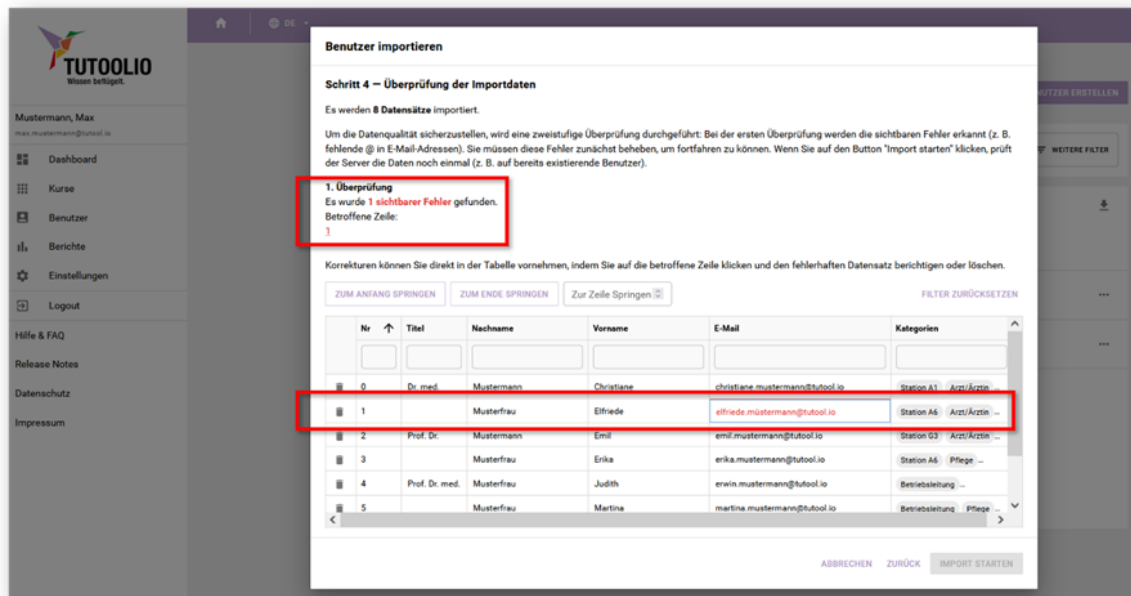 TUTOOLIO
Wissen beflügelt.
DE
Mustermann, Max
max.mustermann@tutool.io
Dashboard
Kurse
Benutzer
Berichte
Einstellungen
Logout
Hilfe & FAQ
Release Notes
Datenschutz
Impressum
NUTZER ERSTELLEN
WEITERE FILTER
Benutzer importieren
Schritt 4 — Überprüfung der Importdaten
Es werden 8 Datensätze importiert.
Um die Datenqualität sicherzustellen, wird eine zweistufige Überprüfung durchgeführt: Bei der ersten Überprüfung werden die sichtbaren Fehler erkannt (z. B.
fehlende @ in E-Mail-Adressen). Sie müssen diese Fehler zunächst beheben, um fortfahren zu können. Wenn Sie auf den Button "Import starten" klicken, prüft
der Server die Daten noch einmal (z. B. auf bereits existierende Benutzer).
1. Überprüfung
Es wurde 1 sichtbarer Fehler gefunden.
Betroffene Zeile:
1
Korrekturen können Sie direkt in der Tabelle vornehmen, indem Sie auf die betroffene Zeile klicken und den fehlerhaften Datensatz berichtigen oder löschen.
ZUM ANFANG SPRINGEN ZUM ENDE SPRINGEN Zur Zeile Springen FILTER ZURÜCKSETZEN
Nr Titel Nachname Vorname E-Mail Kategorien
0 Dr. med. Mustermann Christiane christiane.mustermann@tutool.io Station A1 Arzt/Ärztin ...
1 Musterfrau Elfriede elfriede.müstermann@tutool.io Station A6 Arzt/Ärztin ...
2 Prof. Dr. Mustermann Emil emil.mustermann@tutool.io Station G3 Arzt/Ärztin ...
3 Musterfrau Erika erika.mustermann@tutool.io Station A6 Pflege ...
4 Prof. Dr. med. Musterfrau Judith erwin.mustermann@tutool.io Betriebsleitung ...
5 Musterfrau Martina martina.mustermann@tutool.io Betriebsleitung Pflege ...
ABBRECHEN ZURÜCK IMPORT STARTEN